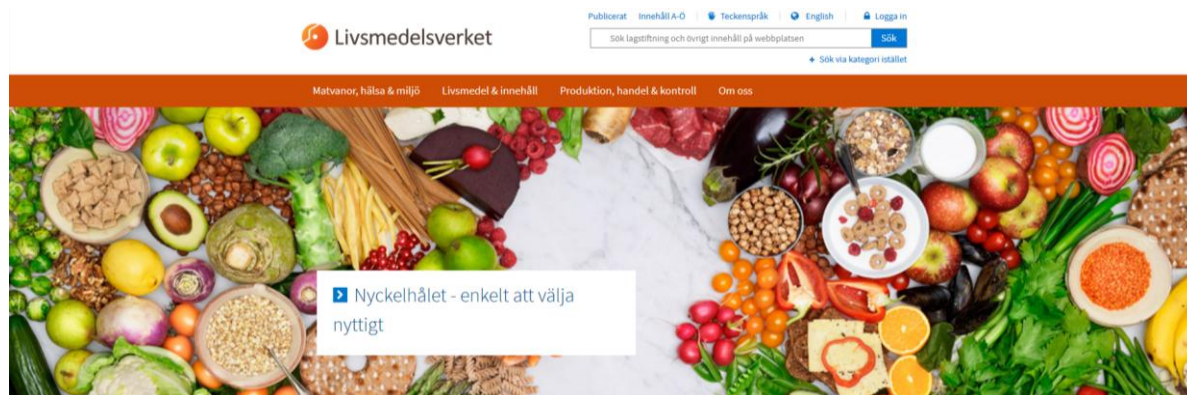 Publicerat Innehåll A-Ö Teckenspråk English Logga in
Livsmedelsverket
Sök lagstiftning och övrigt innehåll på webbplatsen Sök
+ Sök via kategori istället
Matvanor, hälsa & miljö Livsmedel & innehåll Produktion, handel & kontroll Om oss
Nyckelhålet - enkelt att välja
nyttigt